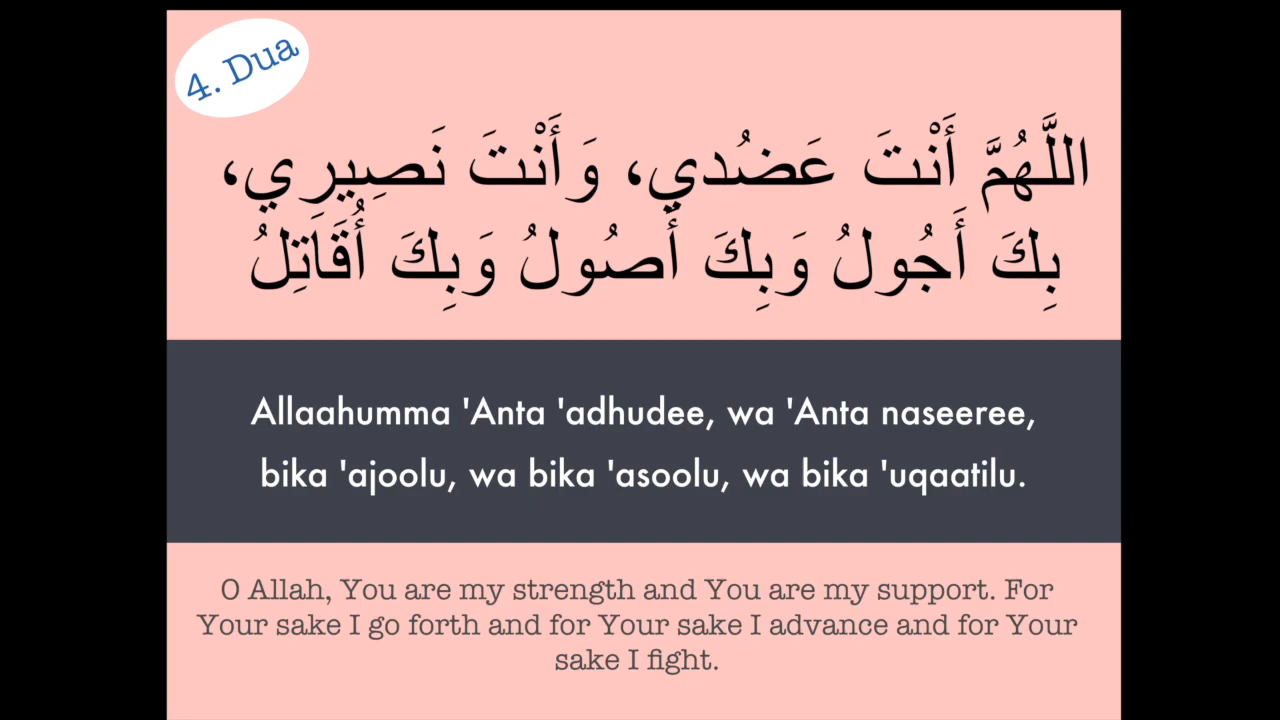 4. Dua
اللَّهُمَّ أَنْتَ عَضُدي، وَأَنْتَ نَصِيرِي،
بِكَ أَجُولُ وَبِكَ أَصُولُ وَبِكَ أُقَاَتِلُ
Allaahumma 'Anta 'adhudee, wa 'Anta naseeree,
bika 'ajoolu, wa bika 'asoolu, wa bika 'uqaatilu.
O Allah, You are my strength and You are my support. For
Your sake I go forth and for Your sake I advance and for Your
sake I fight.